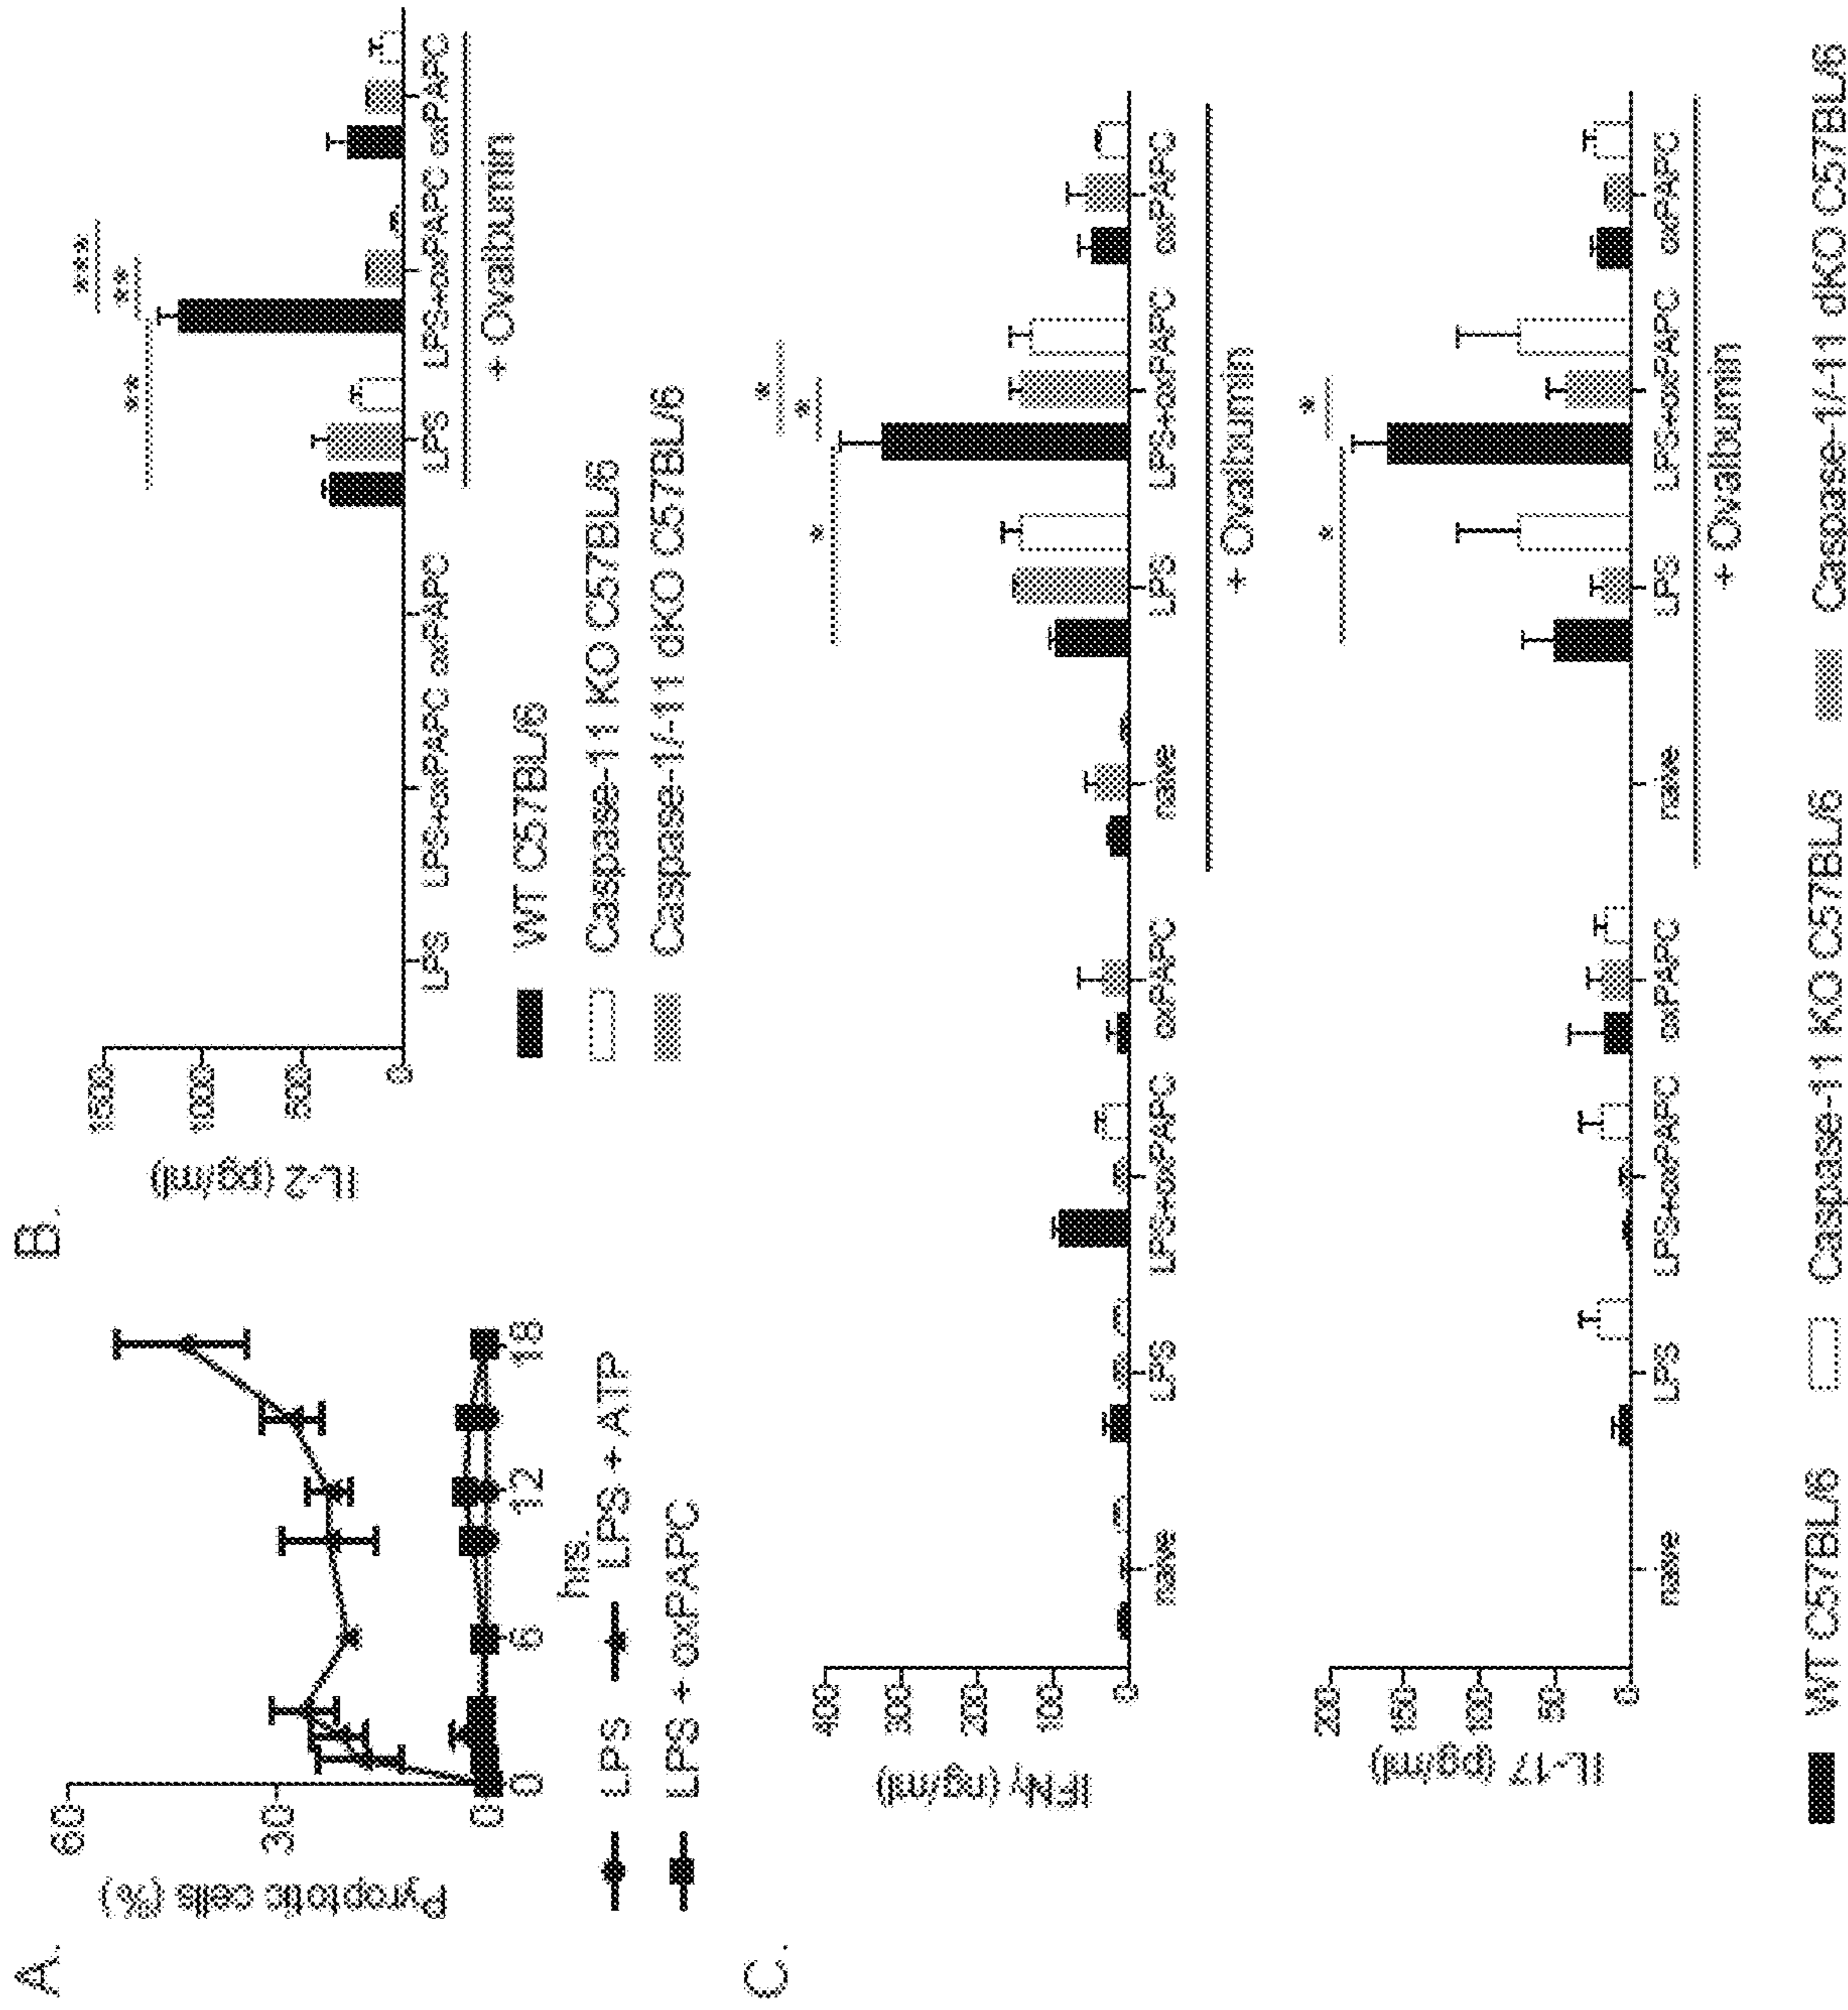 A.
Pyroptotic cells (%)
60
30
0
0 6 12 18
hrs.
LPS LPS + ATP
LPS + oxPAPC
B.
IL-2 (pg/ml)
1500
1000
500
0
LPS LPS+oxPAPC oxPAPC LPS LPS+oxPAPC oxPAPC
+ Ovalbumin
** ** ***
WT C57BL/6
Caspase-11 KO C57BL/6
Caspase-1/-11 dKO C57BL/6
C.
IFNγ (ng/ml)
400
300
200
100
0
naive LPS LPS+oxPAPC oxPAPC naive LPS LPS+oxPAPC oxPAPC
+ Ovalbumin
* * *
IL-17 (pg/ml)
200
150
100
50
0
naive LPS LPS+oxPAPC oxPAPC naive LPS LPS+oxPAPC oxPAPC
+ Ovalbumin
* *
WT C57BL/6 Caspase-11 KO C57BL/6 Caspase-1/-11 dKO C57BL/6